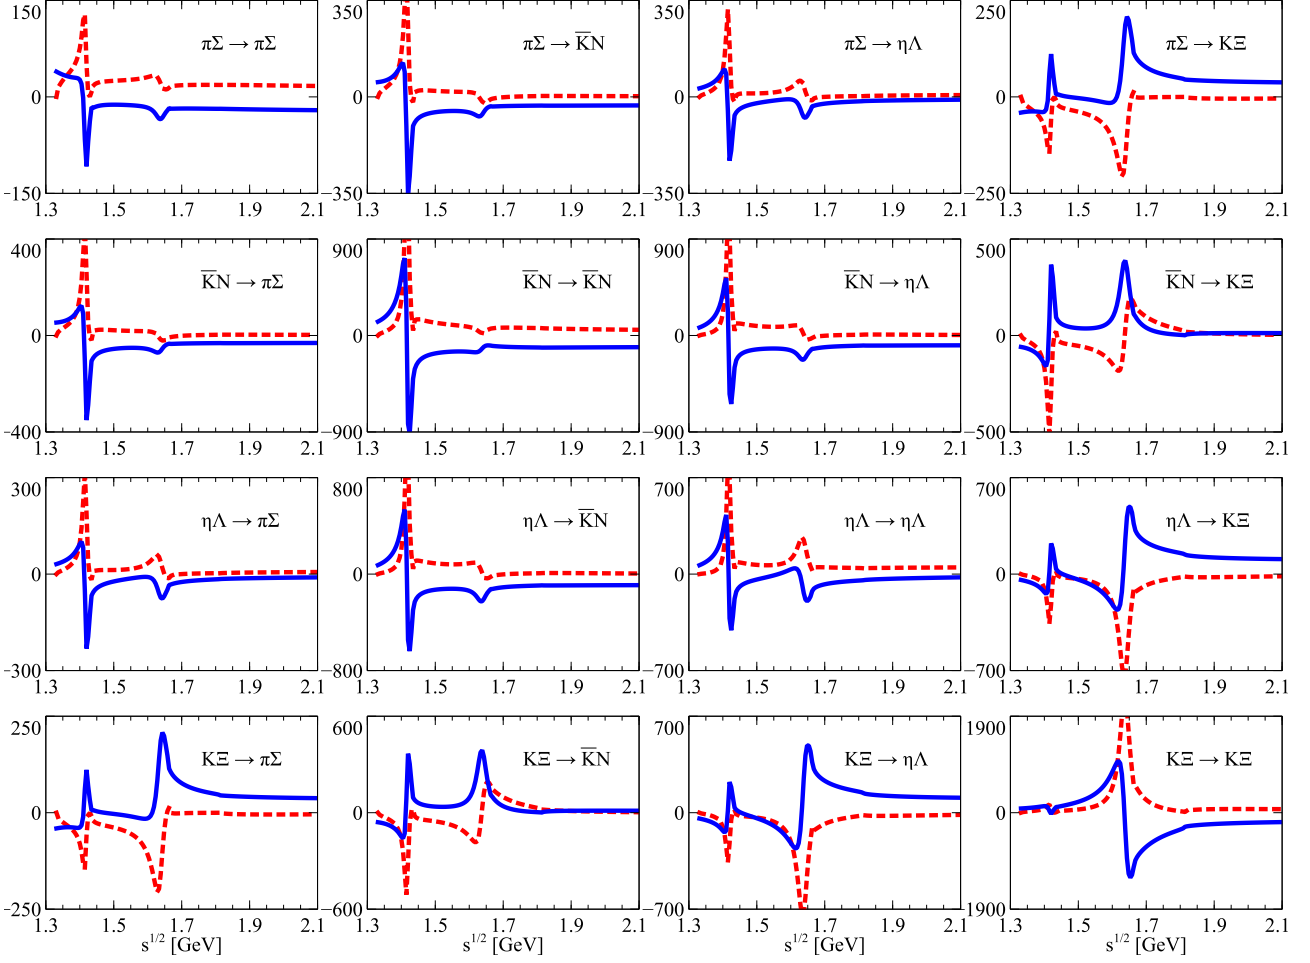 150 350 350 250
πΣ → πΣ πΣ → K̅N πΣ → ηΛ πΣ → KΞ
0 0 0 0
-150 −350 −350 −250
1.3 1.5 1.7 1.9 2.1 1.3 1.5 1.7 1.9 2.1 1.3 1.5 1.7 1.9 2.1 1.3 1.5 1.7 1.9 2.1
400 900 900 500
K̅N → πΣ K̅N → K̅N K̅N → ηΛ K̅N → KΞ
0 0 0 0
-400 −900 −900 −500
1.3 1.5 1.7 1.9 2.1 1.3 1.5 1.7 1.9 2.1 1.3 1.5 1.7 1.9 2.1 1.3 1.5 1.7 1.9 2.1
300 800 700 700
ηΛ → πΣ ηΛ → K̅N ηΛ → ηΛ ηΛ → KΞ
0 0 0 0
-300 −800 −700 −700
1.3 1.5 1.7 1.9 2.1 1.3 1.5 1.7 1.9 2.1 1.3 1.5 1.7 1.9 2.1 1.3 1.5 1.7 1.9 2.1
250 600 700 1900
KΞ → πΣ KΞ → K̅N KΞ → ηΛ KΞ → KΞ
0 0 0 0
-250 −600 −700 1900
1.3 1.5 1.7 1.9 2.1 1.3 1.5 1.7 1.9 2.1 1.3 1.5 1.7 1.9 2.1 1.3 1.5 1.7 1.9 2.1
s^1/2 [GeV] s^1/2 [GeV] s^1/2 [GeV] s^1/2 [GeV]